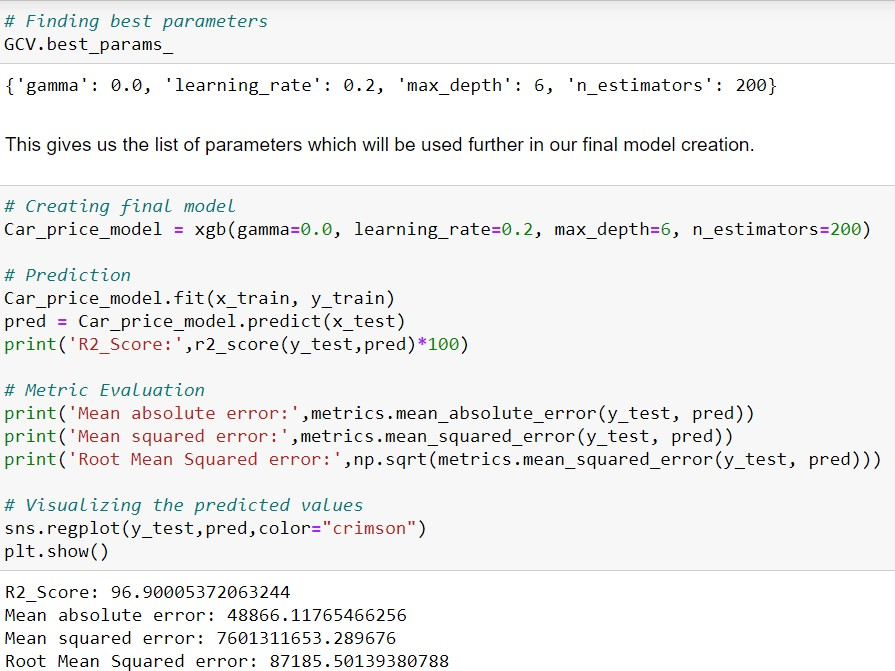 # Finding best parameters
GCV.best_params_
{'gamma': 0.0, 'learning_rate': 0.2, 'max_depth': 6, 'n_estimators': 200}
This gives us the list of parameters which will be used further in our final model creation.
# Creating final model
Car_price_model = xgb(gamma=0.0, learning_rate=0.2, max_depth=6, n_estimators=200)
# Prediction
Car_price_model.fit(x_train, y_train)
pred = Car_price_model.predict(x_test)
print('R2_Score:',r2_score(y_test,pred)*100)
# Metric Evaluation
print('Mean absolute error:',metrics.mean_absolute_error(y_test, pred))
print('Mean squared error:',metrics.mean_squared_error(y_test, pred))
print('Root Mean Squared error:',np.sqrt(metrics.mean_squared_error(y_test, pred)))
# Visualizing the predicted values
sns.regplot(y_test,pred,color="crimson")
plt.show()
R2_Score: 96.90005372063244
Mean absolute error: 48866.11765466256
Mean squared error: 7601311653.289676
Root Mean Squared error: 87185.50139380788